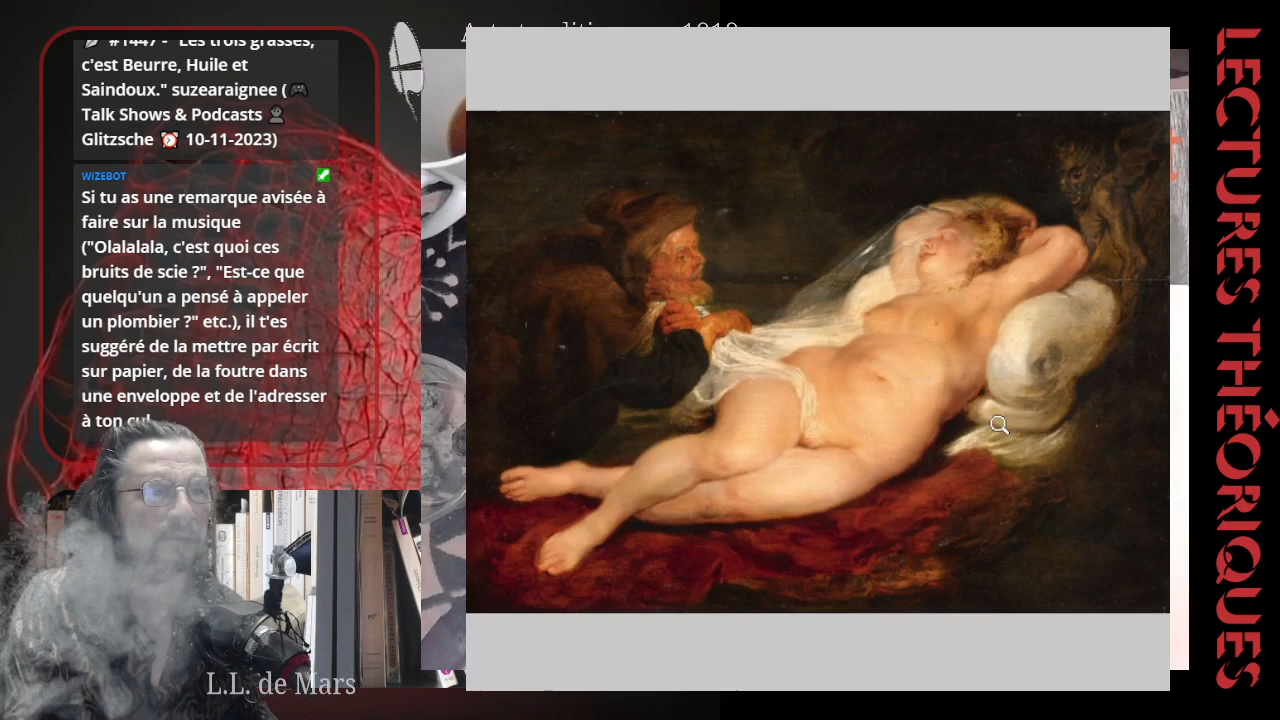 #1447 - "Les trois grasses,
c'est Beurre, Huile et
Saindoux." suzearaignee (
Talk Shows & Podcasts
Glitzsche 10-11-2023)
WIZEBOT
Si tu as une remarque avisée à
faire sur la musique
("Olalalala, c'est quoi ces
bruits de scie ?", "Est-ce que
quelqu'un a pensé à appeler
un plombier ?" etc.), il t'es
suggéré de la mettre par écrit
sur papier, de la foutre dans
une enveloppe et de l'adresser
à ton cul
L.L. de Mars
LECTURES THÉORIQUES